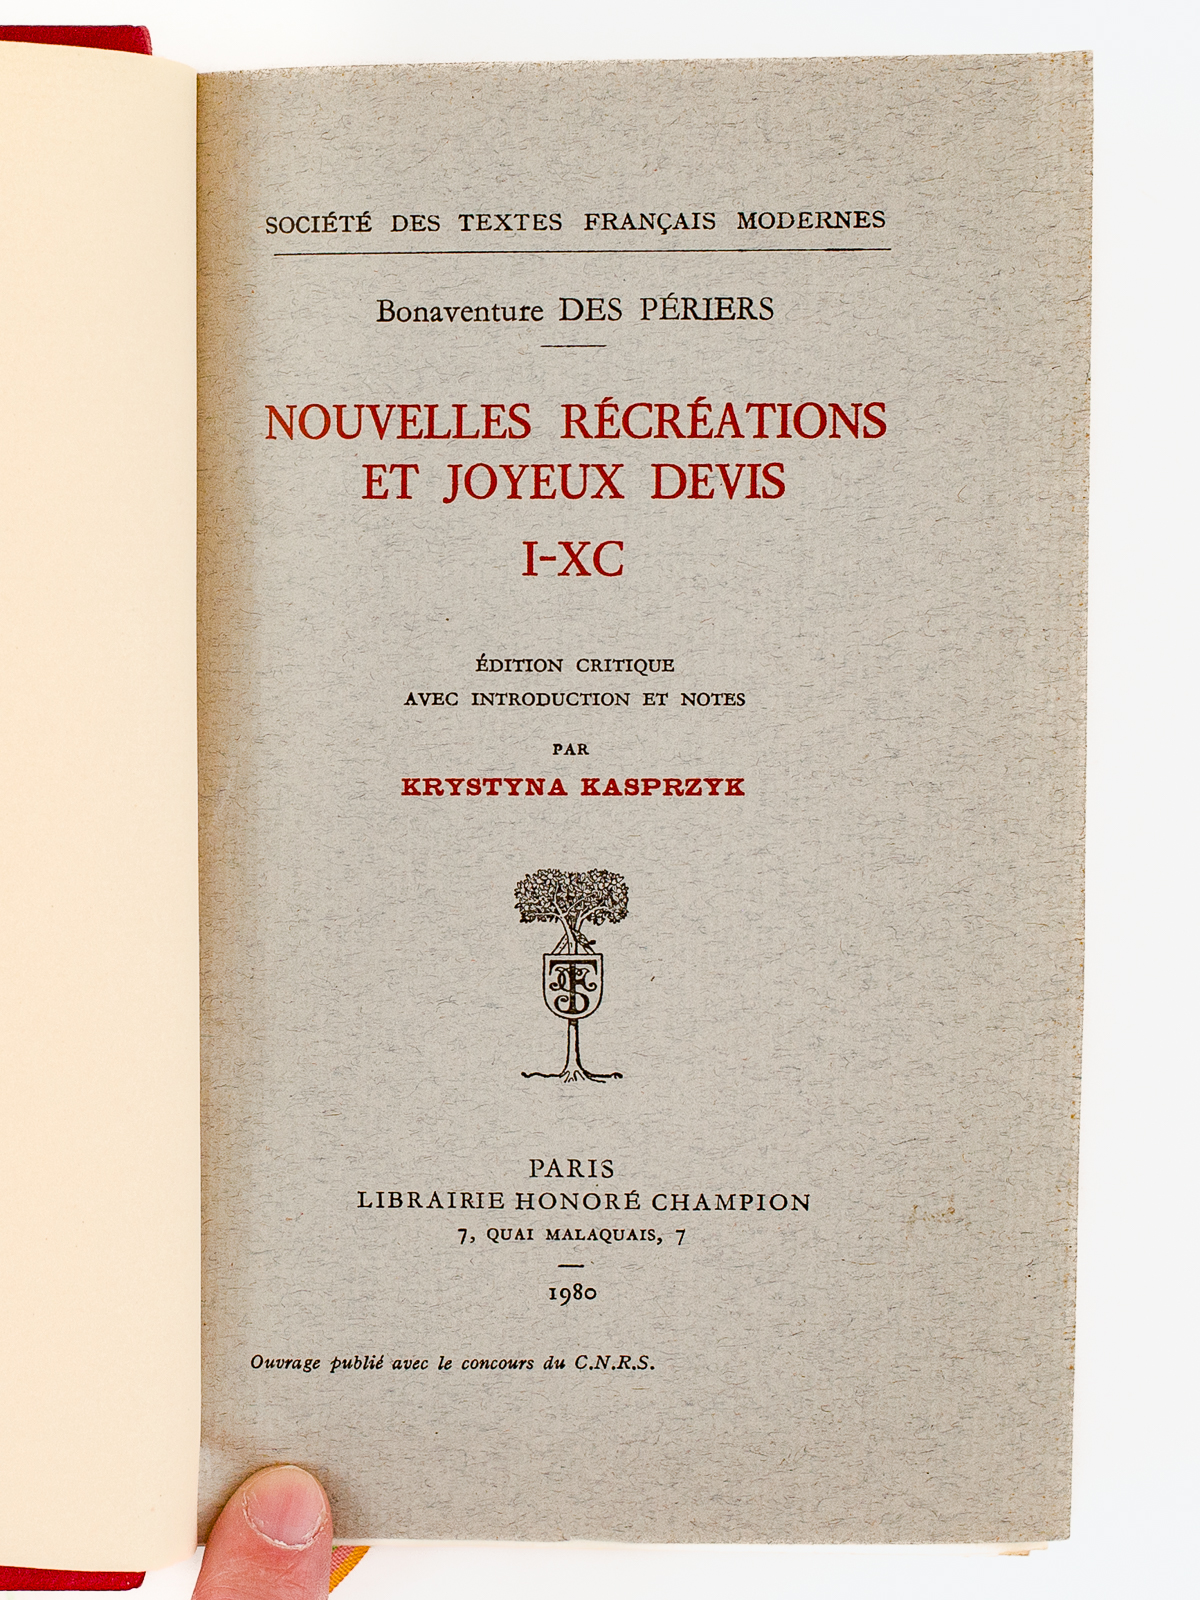 SOCIÉTÉ DES TEXTES FRANÇAIS MODERNES
Bonaventure DES PÉRIERS
NOUVELLES RÉCRÉATIONS
ET JOYEUX DEVIS
I-XC
ÉDITION CRITIQUE
AVEC INTRODUCTION ET NOTES
PAR
KRYSTYNA KASPRZYK
PARIS
LIBRAIRIE HONORÉ CHAMPION
7, QUAI MALAQUAIS, 7
1980
Ouvrage publié avec le concours du C.N.R.S.